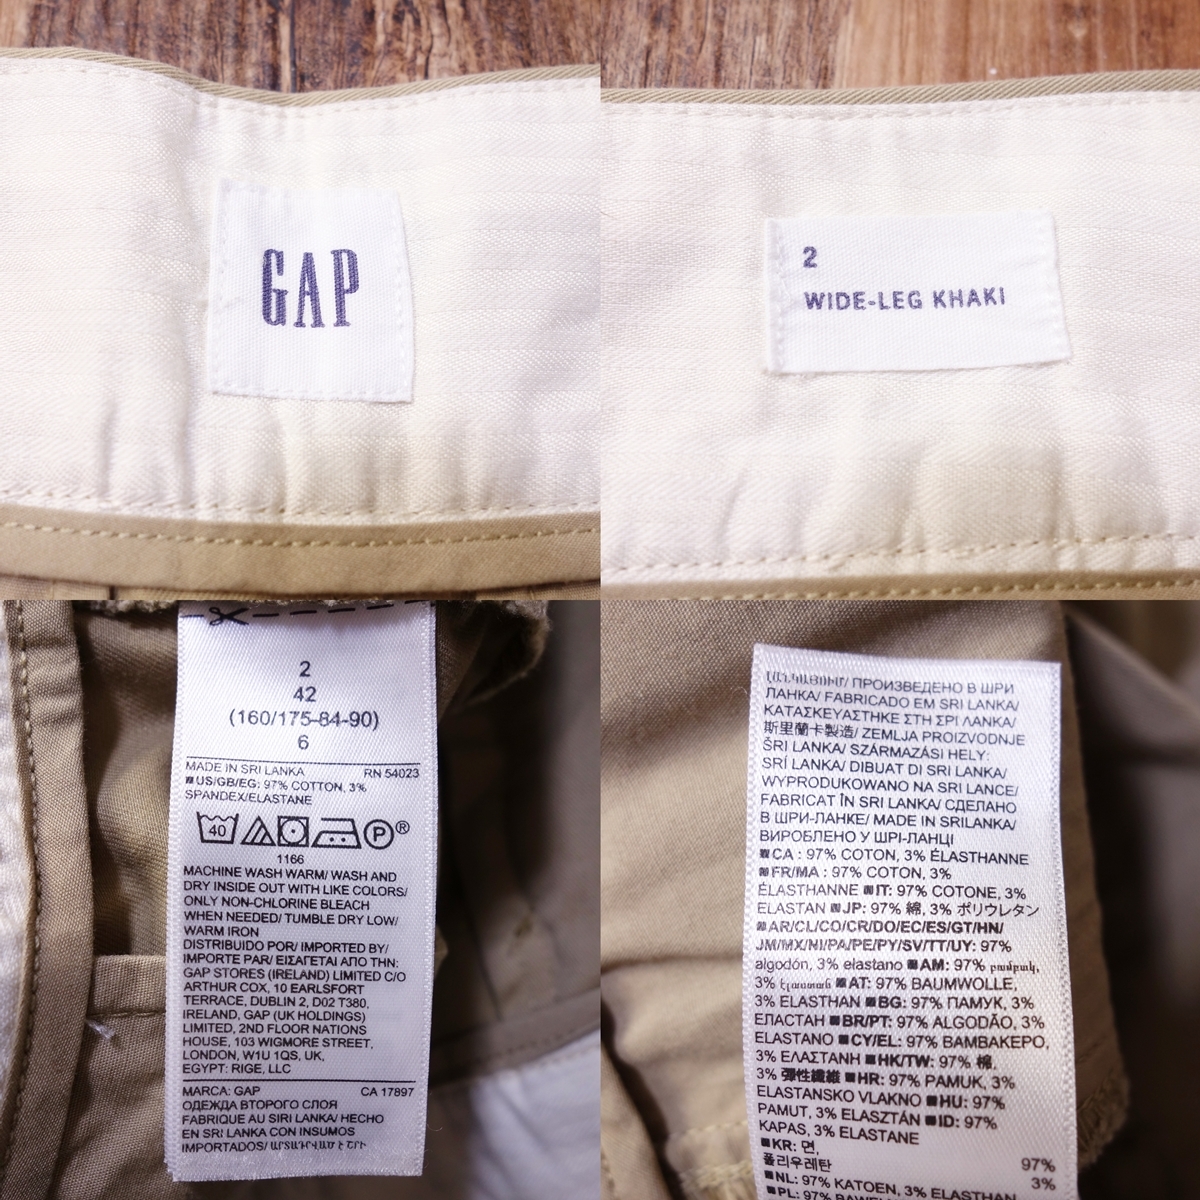 GAP
2
WIDE-LEG KHAKI
2
42
(160/175-84-90)
6
MADE IN SRI LANKA RN 54023
■US/GB/EG: 97% COTTON, 3%
SPANDEX/ELASTANE
40 P®
1166
MACHINE WASH WARM/ WASH AND
DRY INSIDE OUT WITH LIKE COLORS/
ONLY NON-CHLORINE BLEACH
WHEN NEEDED/ TUMBLE DRY LOW/
WARM IRON
DISTRIBUIDO POR/ IMPORTED BY/
IMPORTE PAR/ ΕΙΣΑΓΕΤΑΙ ΑΠΟ ΤΗΝ:
GAP STORES (IRELAND) LIMITED C/O
ARTHUR COX, 10 EARLSFORT
TERRACE, DUBLIN 2, D02 T380,
IRELAND, GAP (UK HOLDINGS)
LIMITED, 2ND FLOOR NATIONS
HOUSE, 103 WIGMORE STREET,
LONDON, W1U 1QS, UK,
EGYPT: RIGE, LLC
MARCA: GAP CA 17897
ОДЕЖДА ВТОРОГО СЛОЯ
FABRIQUE AU SIRI LANKA/ HECHO
EN SRI LANKA CON INSUMOS
IMPORTADOS/
ПРОИЗВЕДЕНО В ШРИ
ЛАНКА/ FABRICADO EM SRI LANKA/
ΚΑΤΑΣΚΕΥΑΣΤΗΚΕ ΣΤΗ ΣΡΙ ΛΑΝΚΑ/
斯里蘭卡製造/ ZEMLJA PROIZVODNJE
ŠRI LANKA/ SZÁRMAZÁSI HELY:
SRÍ LANKA/ DIBUAT DI SRI LANKA/
WYPRODUKOWANO NA SRI LANCE/
FABRICAT ÎN SRI LANKA/ СДЕЛАНО
В ШРИ-ЛАНКЕ/ MADE IN SRILANKA/
ВИРОБЛЕНО У ШРІ-ЛАНЦІ
■CA : 97% COTON, 3% ÉLASTHANNE
■FR/MA : 97% COTON, 3%
ÉLASTHANNE ■IT: 97% COTONE, 3%
ELASTAN ■JP: 97% 綿, 3% ポリウレタン
■AR/CL/CO/CR/DO/EC/ES/GT/HN/
JM/MX/NI/PA/PE/PY/SV/TT/UY: 97%
algodón, 3% elastano ■AM: 97% բամբակ,
3% ■AT: 97% BAUMWOLLE,
3% ELASTHAN ■BG: 97% ПАМУК, 3%
ЕЛАСТАН ■BR/PT: 97% ALGODÃO, 3%
ELASTANO ■CY/EL: 97% ΒΑΜΒΑΚΕΡΟ,
3% ΕΛΑΣΤΑΝΗ ■HK/TW: 97% 棉,
3% 彈性纖維 ■HR: 97% PAMUK, 3%
ELASTANSKO VLAKNO ■HU: 97%
PAMUT, 3% ELASZTÁN ■ID: 97%
KAPAS, 3% ELASTANE
■KR: 면, 97%
폴리우레탄 3%
■NL: 97% KATOEN, 3% ELASTHAN
■PL: 97%